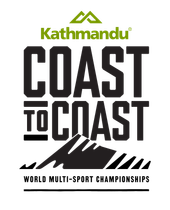 Kathmandu®
COAST
TO COAST
WORLD MULTI-SPORT CHAMPIONSHIPS